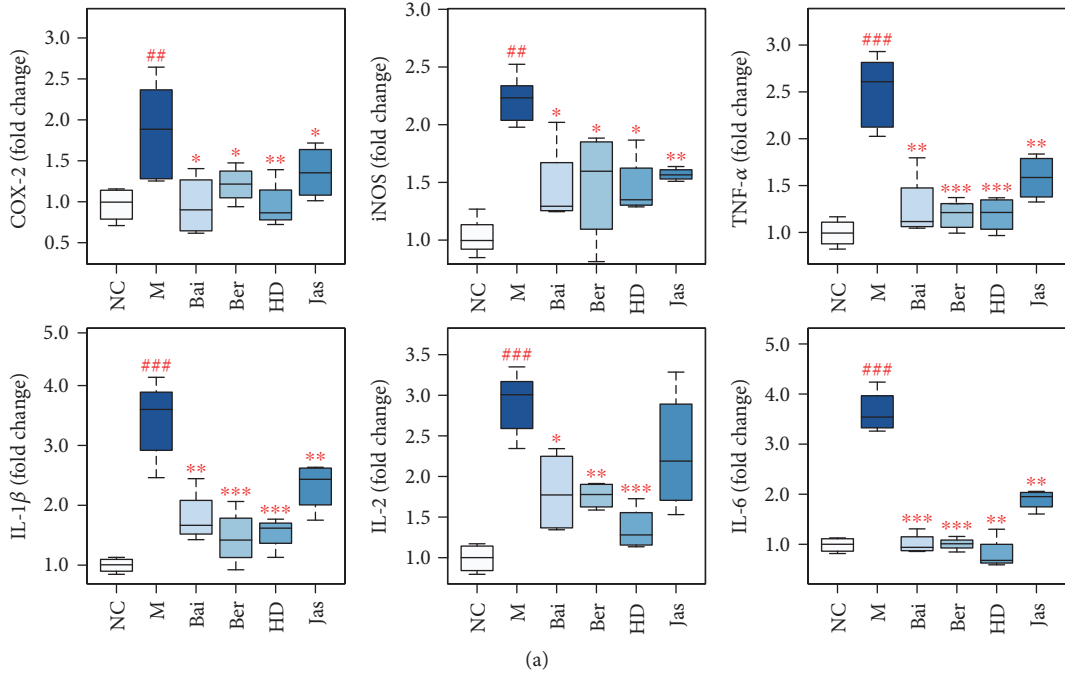 COX-2 (fold change)
3.0
2.5
2.0
1.5
1.0
0.5
##
*
*
**
*
NC
M
Bai
Ber
HD
Jas
iNOS (fold change)
3.0
2.5
2.0
1.5
1.0
##
*
*
*
**
NC
M
Bai
Ber
HD
Jas
TNF-α (fold change)
3.0
2.5
2.0
1.5
1.0
###
**
***
***
**
NC
M
Bai
Ber
HD
Jas
IL-1β (fold change)
5.0
4.0
3.0
2.0
1.0
###
**
***
***
**
NC
M
Bai
Ber
HD
Jas
IL-2 (fold change)
3.5
3.0
2.5
2.0
1.5
1.0
###
*
**
***
NC
M
Bai
Ber
HD
Jas
IL-6 (fold change)
5.0
4.0
3.0
2.0
1.0
###
***
***
**
**
NC
M
Bai
Ber
HD
Jas
(a)